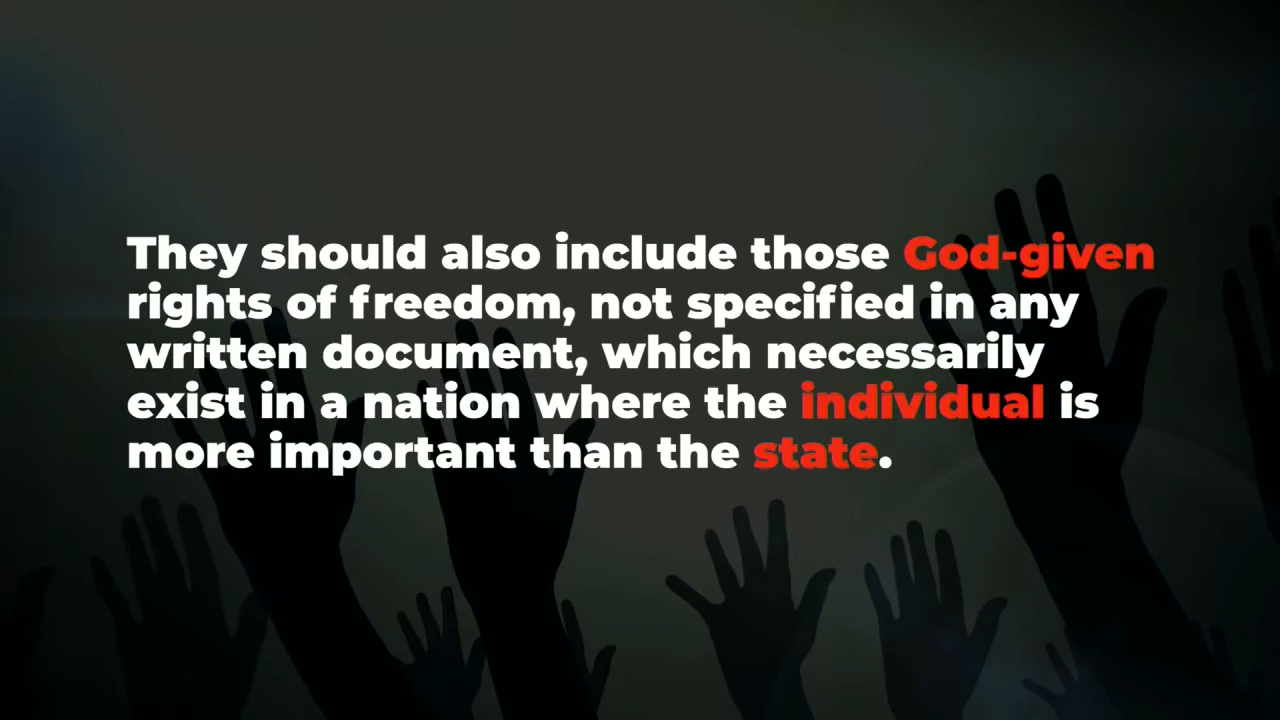 They should also include those God-given
rights of freedom, not specified in any
written document, which necessarily
exist in a nation where the individual is
more important than the state.